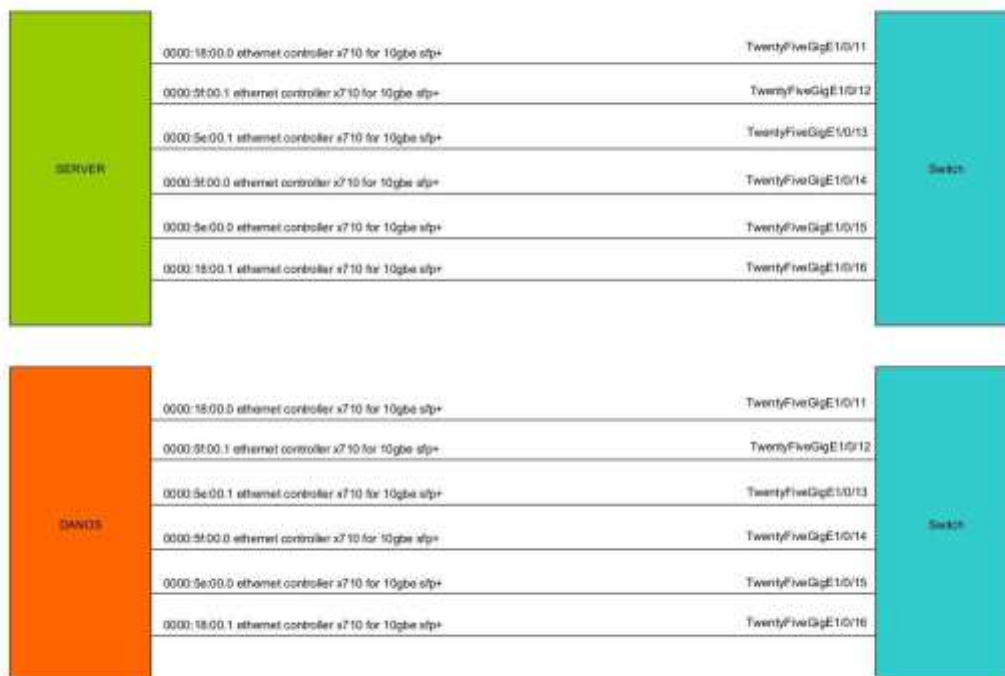 0000:18:00.0 ethernet controller x710 for 10gbe sfp+ TwentyFiveGigE1/0/11
0000:5f:00.1 ethernet controller x710 for 10gbe sfp+ TwentyFiveGigE1/0/12
0000:5e:00.1 ethernet controller x710 for 10gbe sfp+ TwentyFiveGigE1/0/13
SERVER
Switch
0000:5f:00.0 ethernet controller x710 for 10gbe sfp+ TwentyFiveGigE1/0/14
0000:5e:00.0 ethernet controller x710 for 10gbe sfp+ TwentyFiveGigE1/0/15
0000:18:00.1 ethernet controller x710 for 10gbe sfp+ TwentyFiveGigE1/0/16
0000:18:00.0 ethernet controller x710 for 10gbe sfp+ TwentyFiveGigE1/0/11
0000:5f:00.1 ethernet controller x710 for 10gbe sfp+ TwentyFiveGigE1/0/12
0000:5e:00.1 ethernet controller x710 for 10gbe sfp+ TwentyFiveGigE1/0/13
DANOS
Switch
0000:5f:00.0 ethernet controller x710 for 10gbe sfp+ TwentyFiveGigE1/0/14
0000:5e:00.0 ethernet controller x710 for 10gbe sfp+ TwentyFiveGigE1/0/15
0000:18:00.1 ethernet controller x710 for 10gbe sfp+ TwentyFiveGigE1/0/16